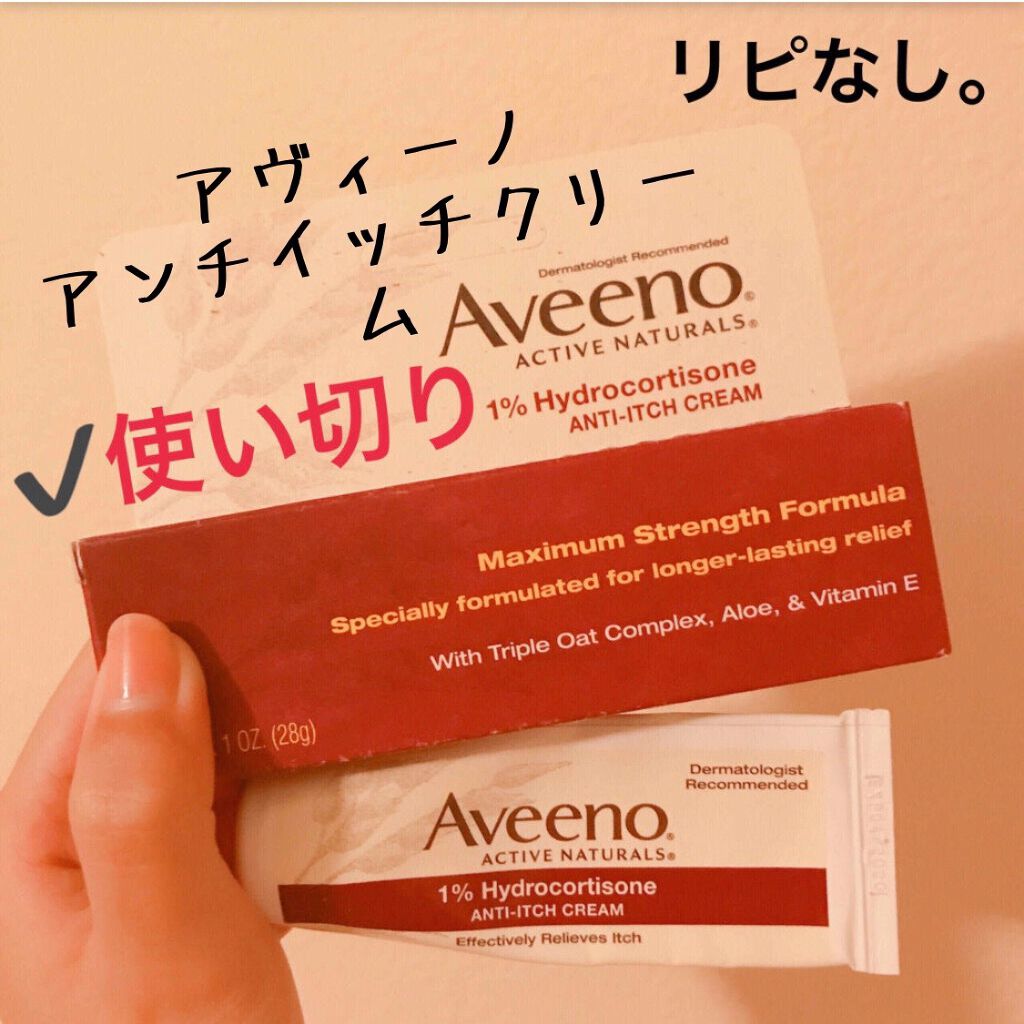 リピなし。
アヴィーノ
アンチイッチクリー
ム
✓使い切り
Dermatologist Recommended
Aveeno®
ACTIVE NATURALS®
1% Hydrocortisone
ANTI-ITCH CREAM
Maximum Strength Formula
Specially formulated for longer-lasting relief
With Triple Oat Complex, Aloe, & Vitamin E
1 OZ. (28g)
Dermatologist
Recommended
Aveeno®
ACTIVE NATURALS®
1% Hydrocortisone
ANTI-ITCH CREAM
Effectively Relieves Itch